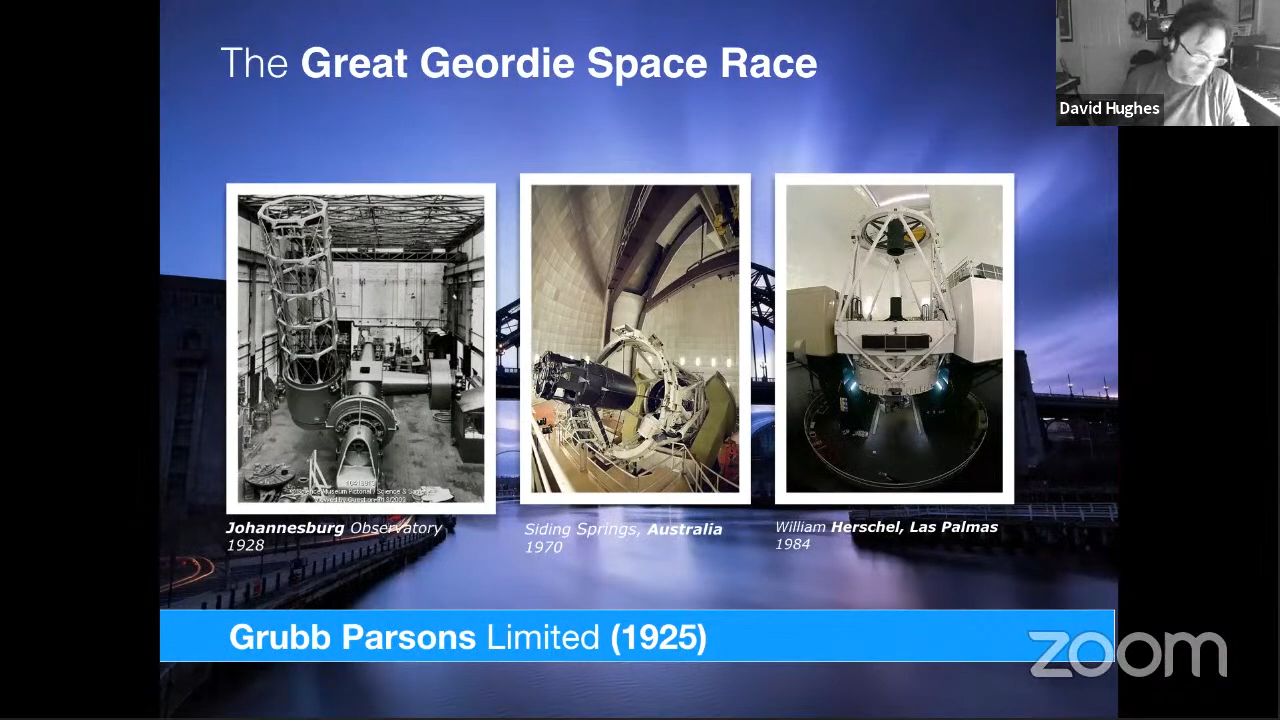 The Great Geordie Space Race
David Hughes
Johannesburg Observatory
1928
Siding Springs, Australia
1970
William Herschel, Las Palmas
1984
Grubb Parsons Limited (1925)
zoom